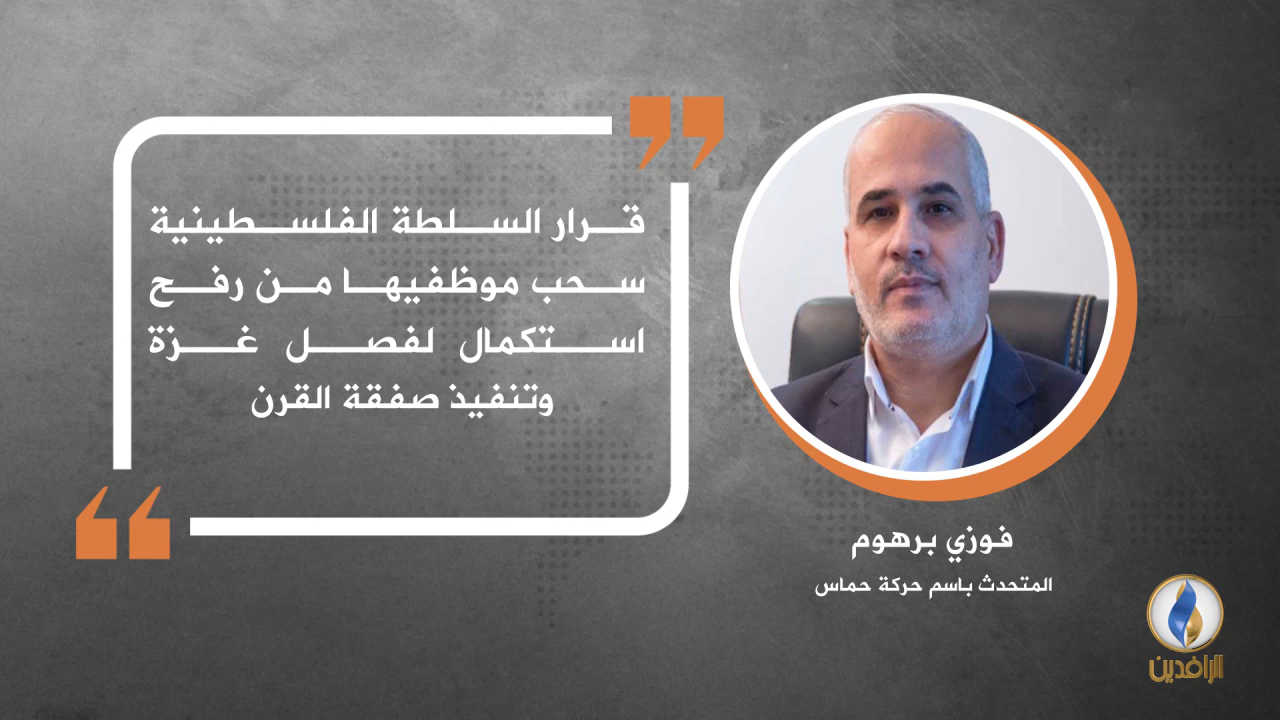 قرار السلطة الفلسطينية
سحب موظفيها من رفح
استكمال لفصل غزة
وتنفيذ صفقة القرن
فوزي برهوم
المتحدث باسم حركة حماس
الرافدين